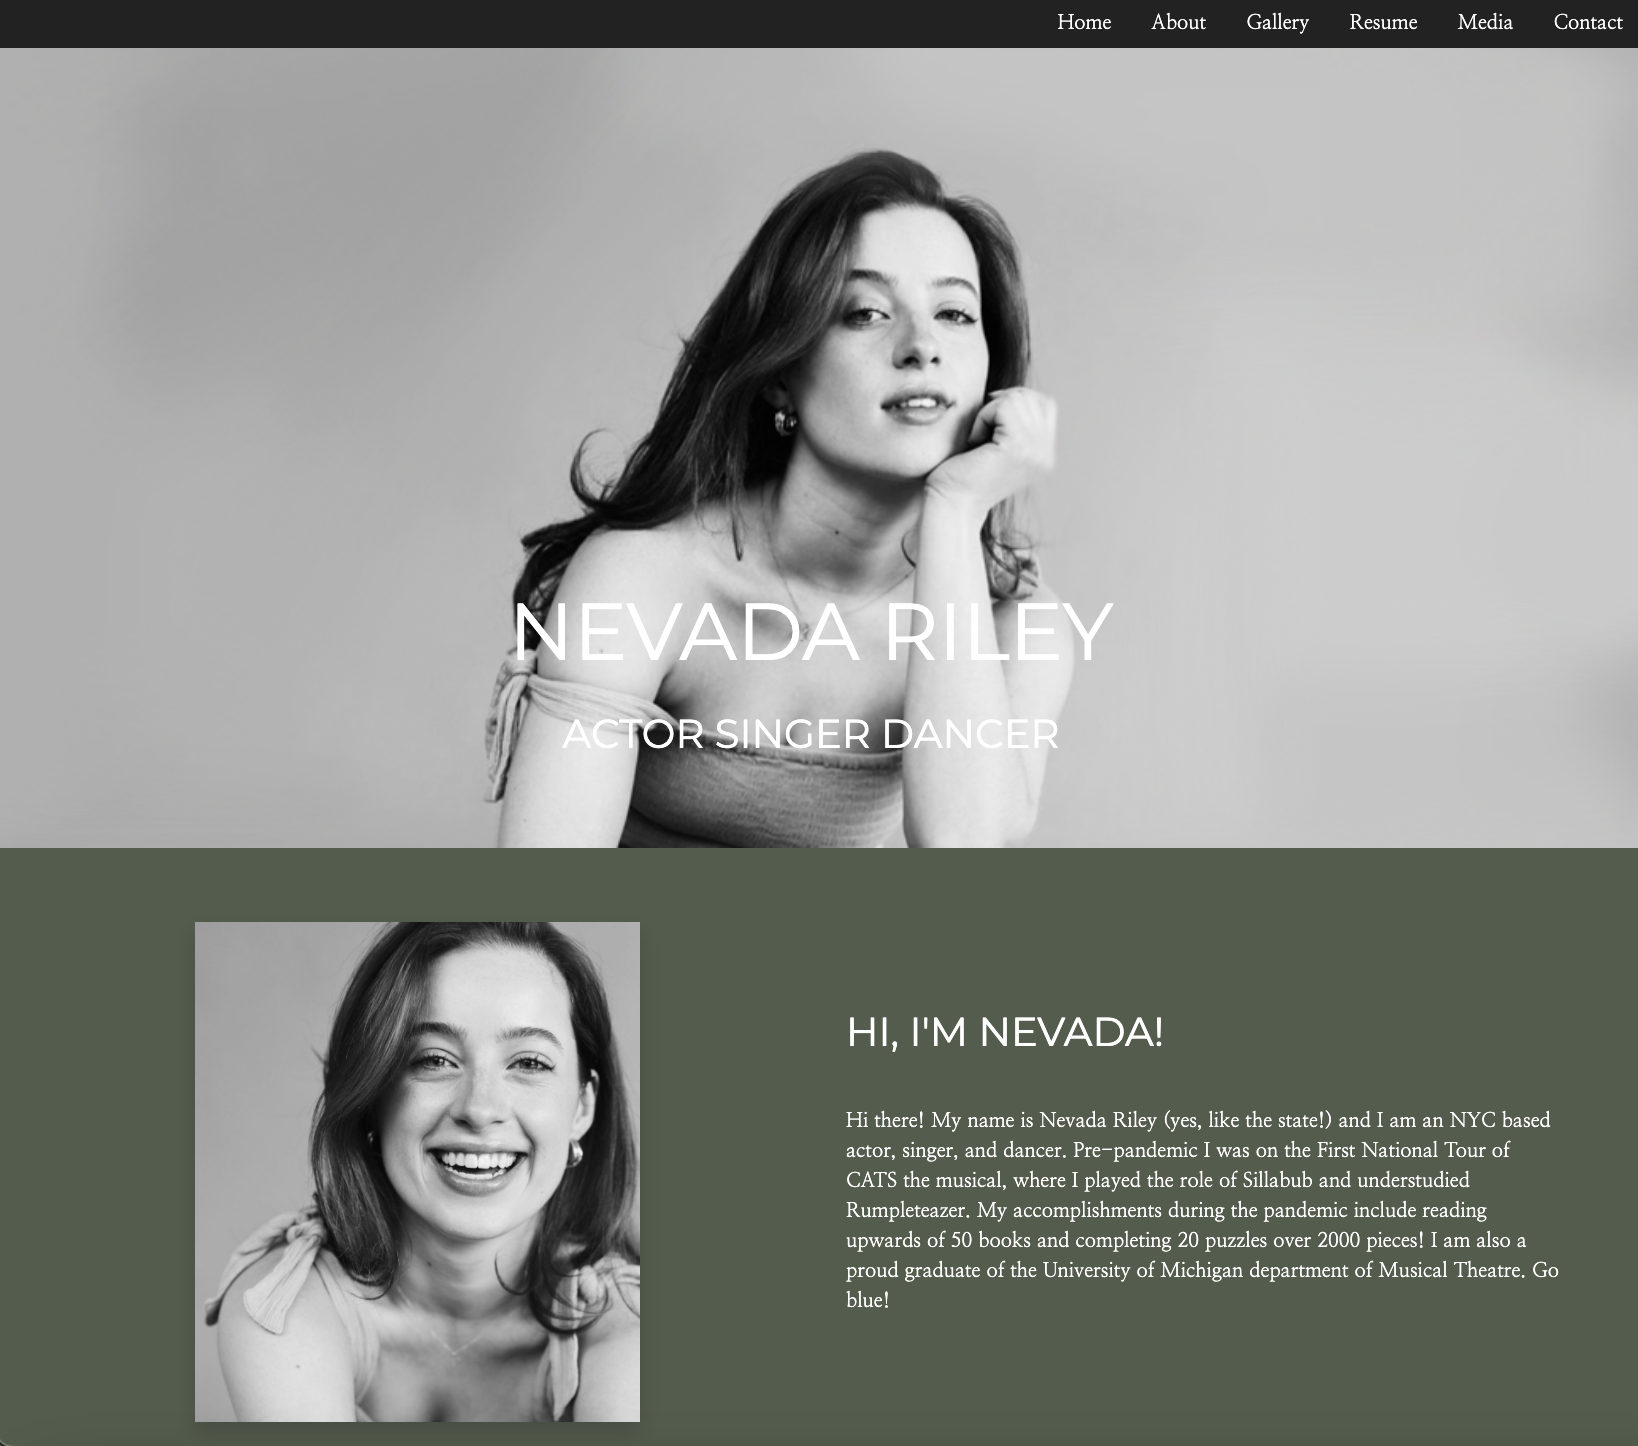 Home About Gallery Resume Media Contact
NEVADA RILEY
ACTOR SINGER DANCER
HI, I'M NEVADA!
Hi there! My name is Nevada Riley (yes, like the state!) and I am an NYC based
actor, singer, and dancer. Pre-pandemic I was on the First National Tour of
CATS the musical, where I played the role of Sillabub and understudied
Rumpleteazer. My accomplishments during the pandemic include reading
upwards of 50 books and completing 20 puzzles over 2000 pieces! I am also a
proud graduate of the University of Michigan department of Musical Theatre. Go
blue!